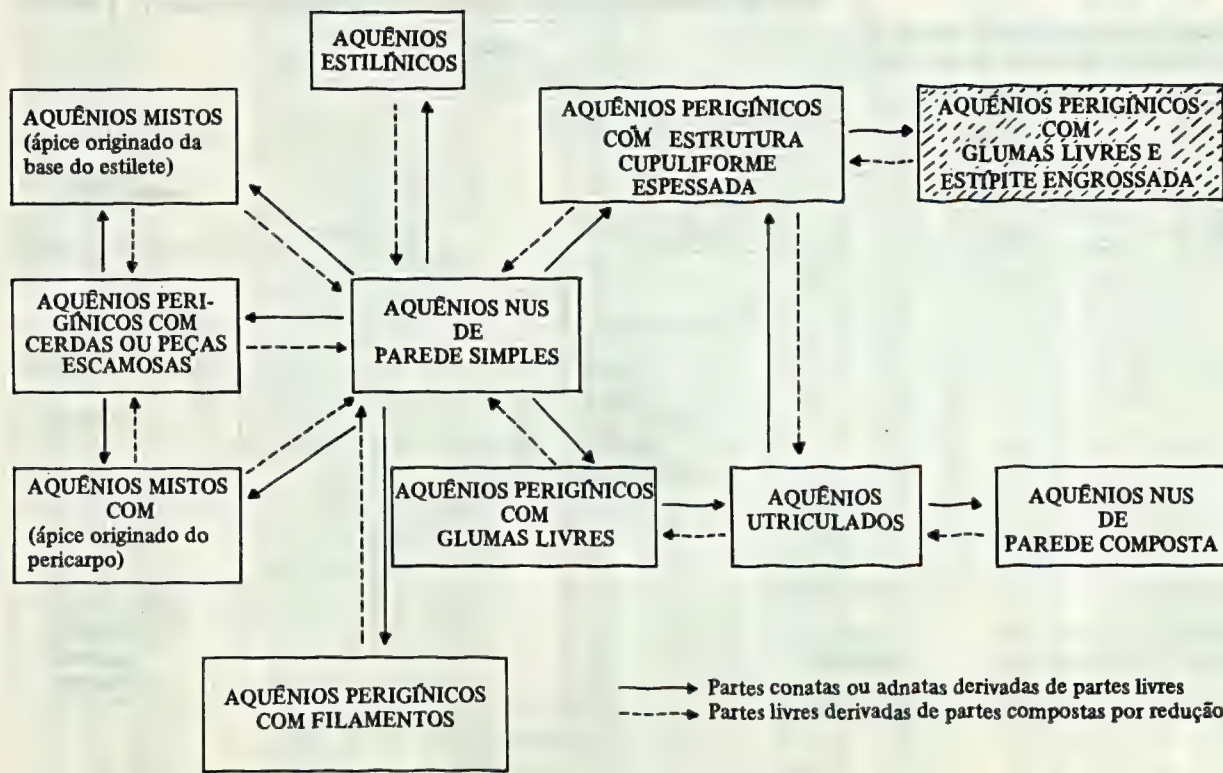 AQUÊNIOS
ESTILÍNICOS
AQUÊNIOS MISTOS
(ápice originado da
base do estilete)
AQUÊNIOS PERIGÍNICOS
COM ESTRUTURA
CUPULIFORME
ESPESSADA
AQUÊNIOS PERIGÍNICOS
COM
GLUMAS LIVRES E
ESTÍPITE ENGROSSADA
AQUÊNIOS PERI-
GÍNICOS COM
CERDAS OU PEÇAS
ESCAMOSAS
AQUÊNIOS NUS
DE
PAREDE SIMPLES
AQUÊNIOS MISTOS
COM
(ápice originado do
pericarpo)
AQUÊNIOS PERIGÍNICOS
COM
GLUMAS LIVRES
AQUÊNIOS
UTRICULADOS
AQUÊNIOS NUS
DE
PAREDE COMPOSTA
AQUÊNIOS PERIGÍNICOS
COM FILAMENTOS
Partes conatas ou adnatas derivadas de partes livres
Partes livres derivadas de partes compostas por redução